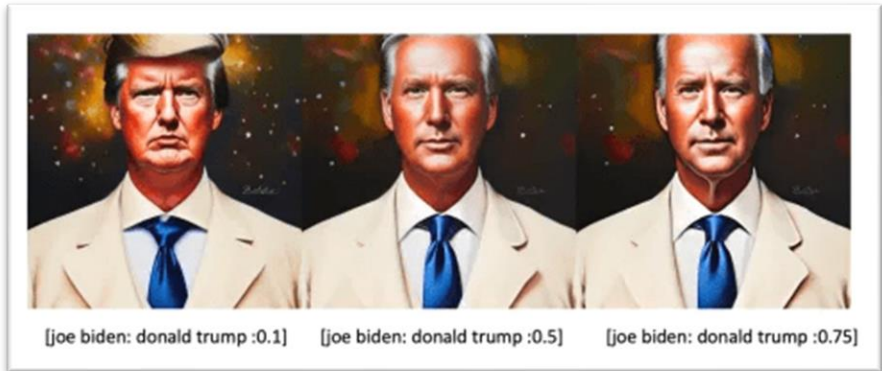 [joe biden: donald trump :0.1]
[joe biden: donald trump :0.5]
[joe biden: donald trump :0.75]